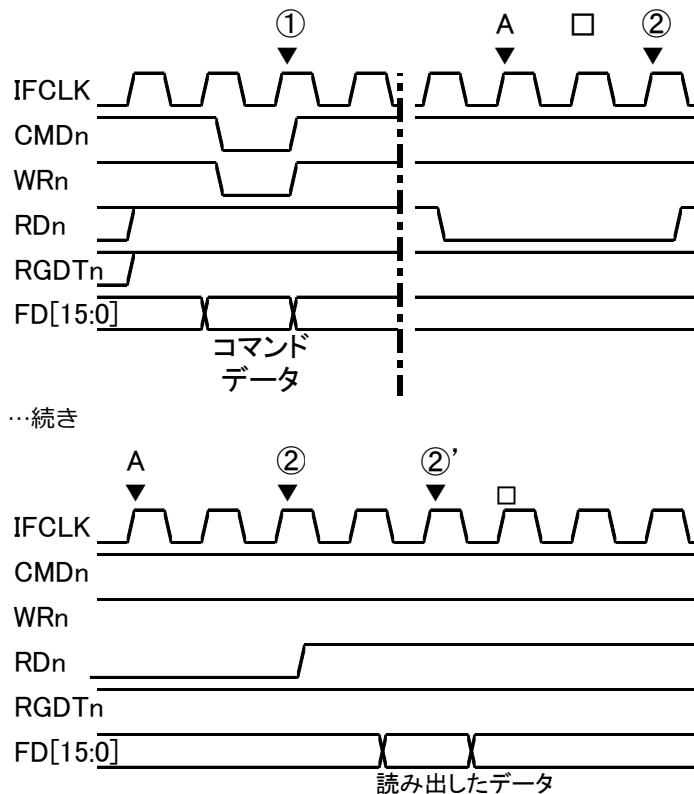 ① A □ ②
IFCLK
CMDn
WRn
RDn
RGDTn
FD[15:0]
コマンド
データ
…続き
A ② ②’ □
IFCLK
CMDn
WRn
RDn
RGDTn
FD[15:0]
読み出したデータ